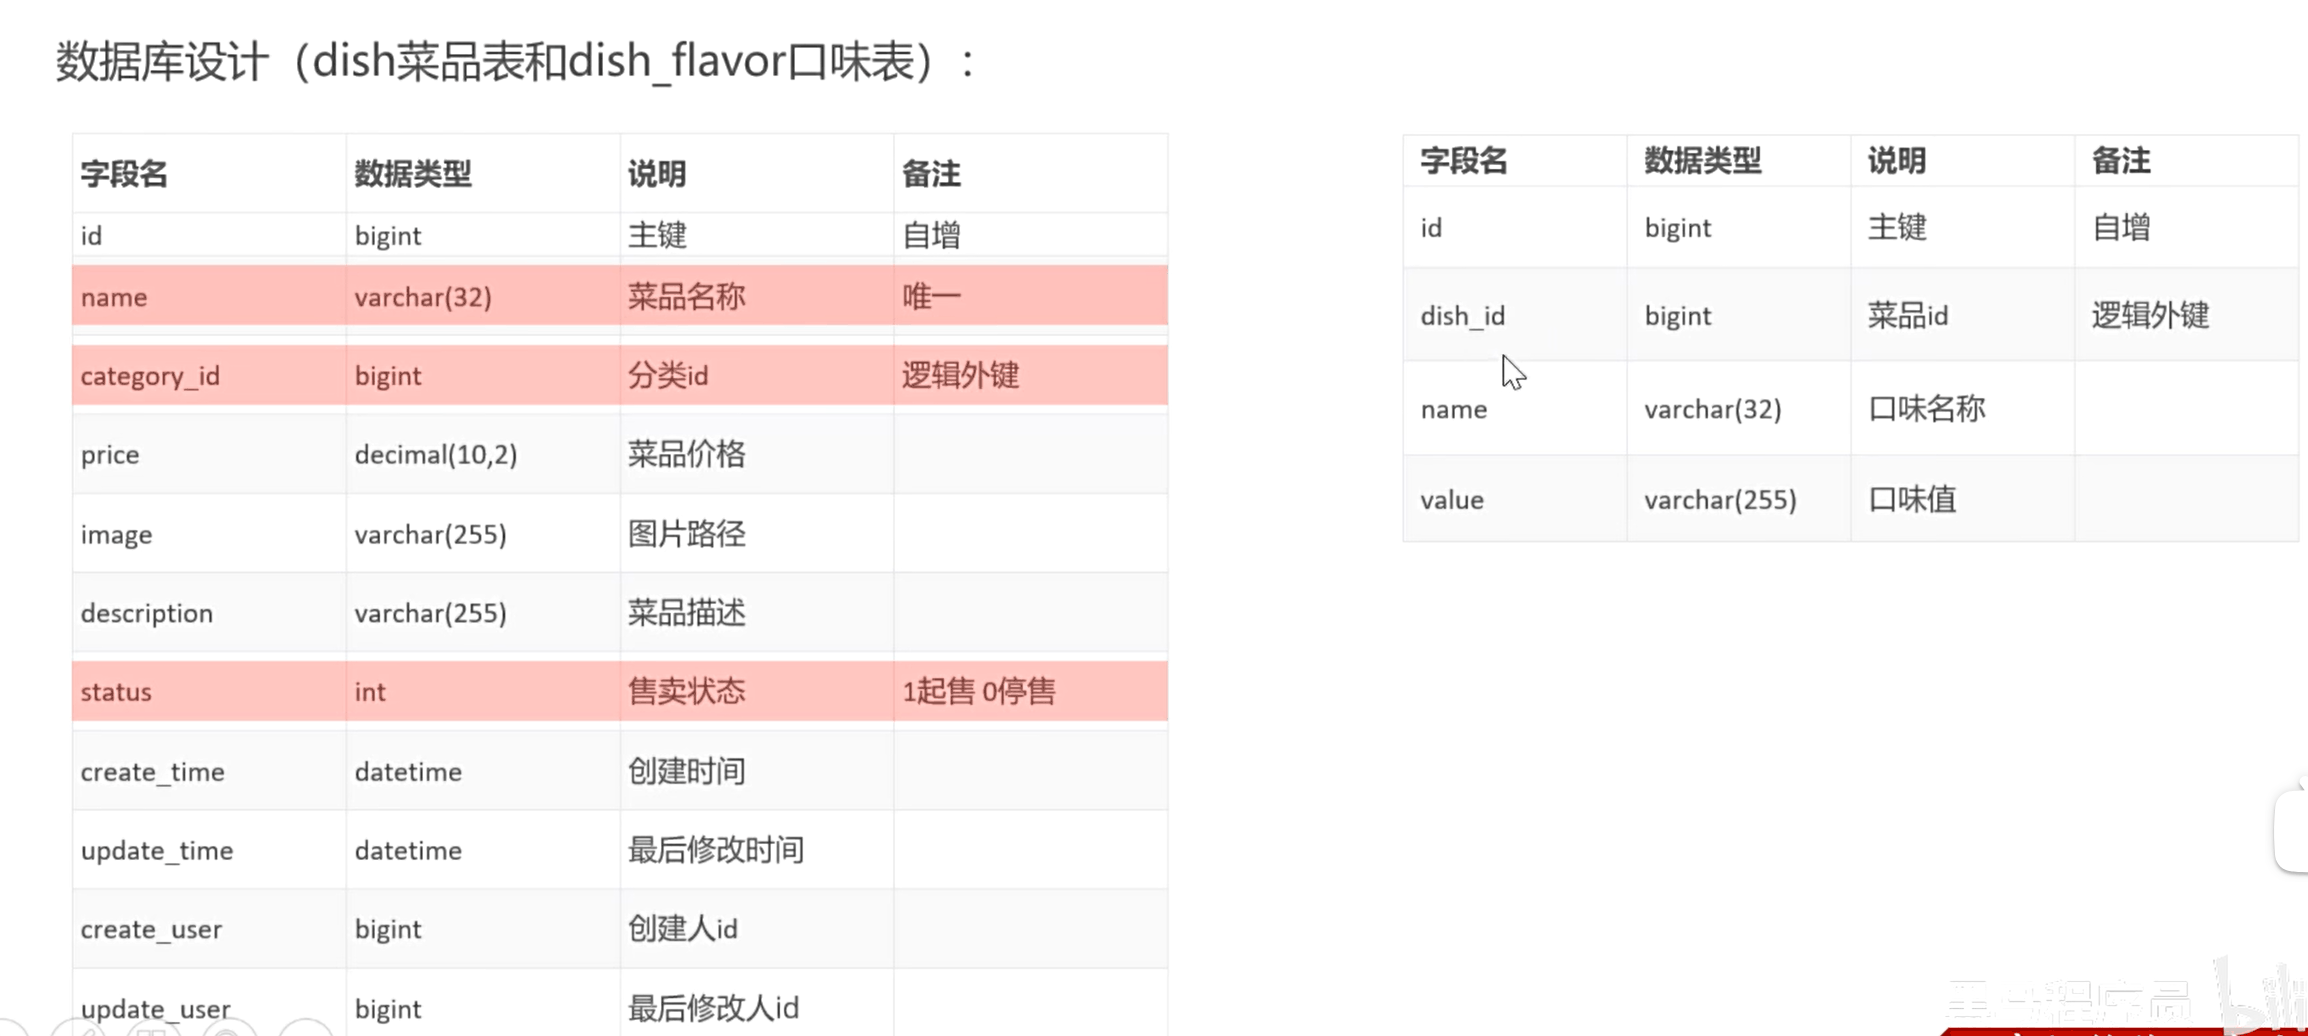 数据库设计（dish菜品表和dish_flavor口味表）:
字段名 数据类型 说明 备注
id bigint 主键 自增
name varchar(32) 菜品名称 唯一
category_id bigint 分类id 逻辑外键
price decimal(10,2) 菜品价格
image varchar(255) 图片路径
description varchar(255) 菜品描述
status int 售卖状态 1起售 0停售
create_time datetime 创建时间
update_time datetime 最后修改时间
create_user bigint 创建人id
update_user bigint 最后修改人id
字段名 数据类型 说明 备注
id bigint 主键 自增
dish_id bigint 菜品id 逻辑外键
name varchar(32) 口味名称
value varchar(255) 口味值